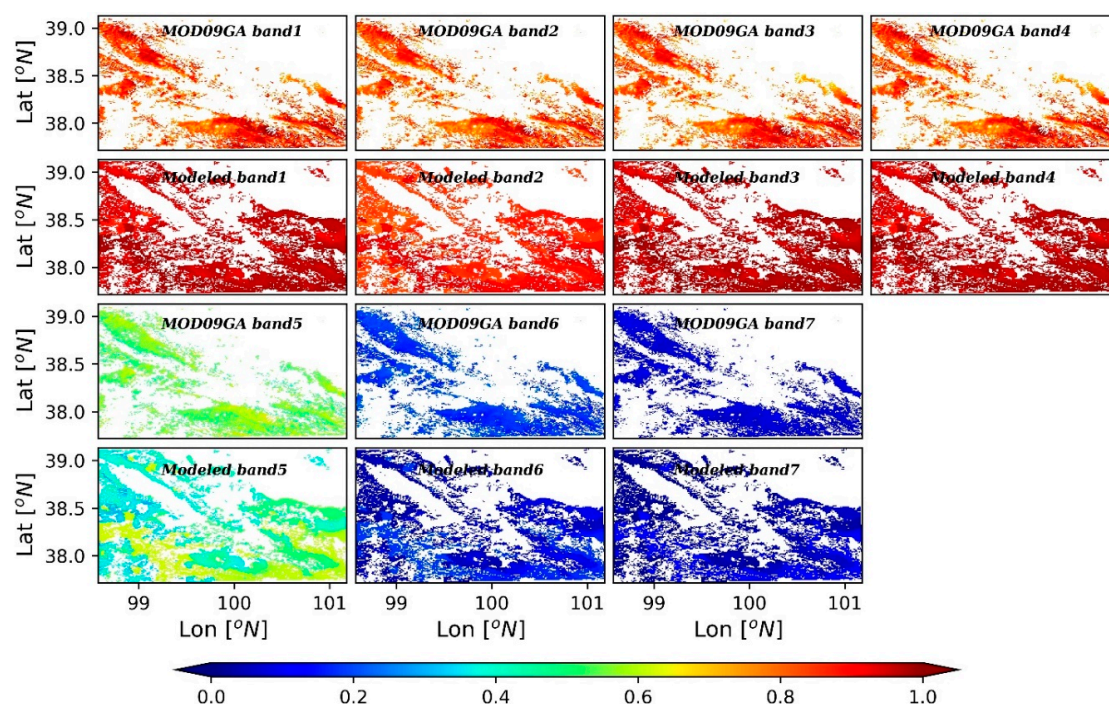 MOD09GA band1 MOD09GA band2 MOD09GA band3 MOD09GA band4
Lat [°N]
39.0
38.5
38.0
Modeled band1 Modeled band2 Modeled band3 Modeled band4
Lat [°N]
39.0
38.5
38.0
MOD09GA band5 MOD09GA band6 MOD09GA band7
Lat [°N]
39.0
38.5
38.0
Modeled band5 Modeled band6 Modeled band7
Lat [°N]
39.0
38.5
38.0
99 100 101 99 100 101 99 100 101
Lon [°N] Lon [°N] Lon [°N]
0.0 0.2 0.4 0.6 0.8 1.0